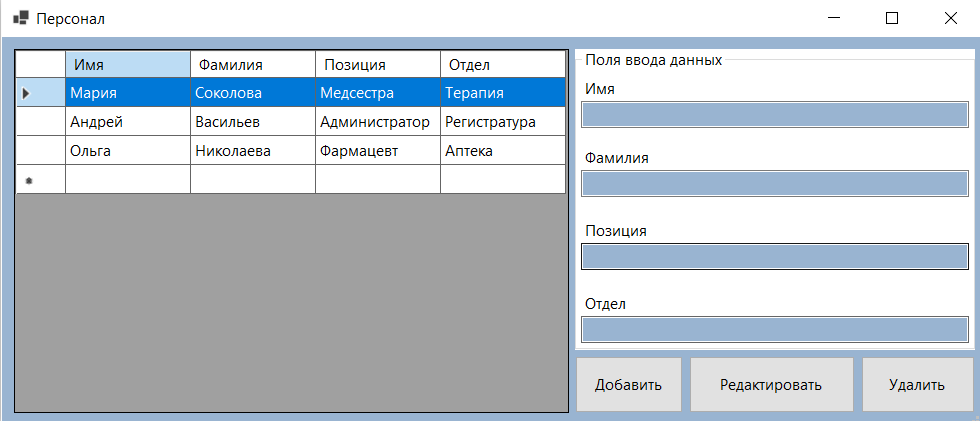 Персонал
Имя Фамилия Позиция Отдел
Мария Соколова Медсестра Терапия
Андрей Васильев Администратор Регистратура
Ольга Николаева Фармацевт Аптека
Поля ввода данных
Имя
Фамилия
Позиция
Отдел
Добавить Редактировать Удалить